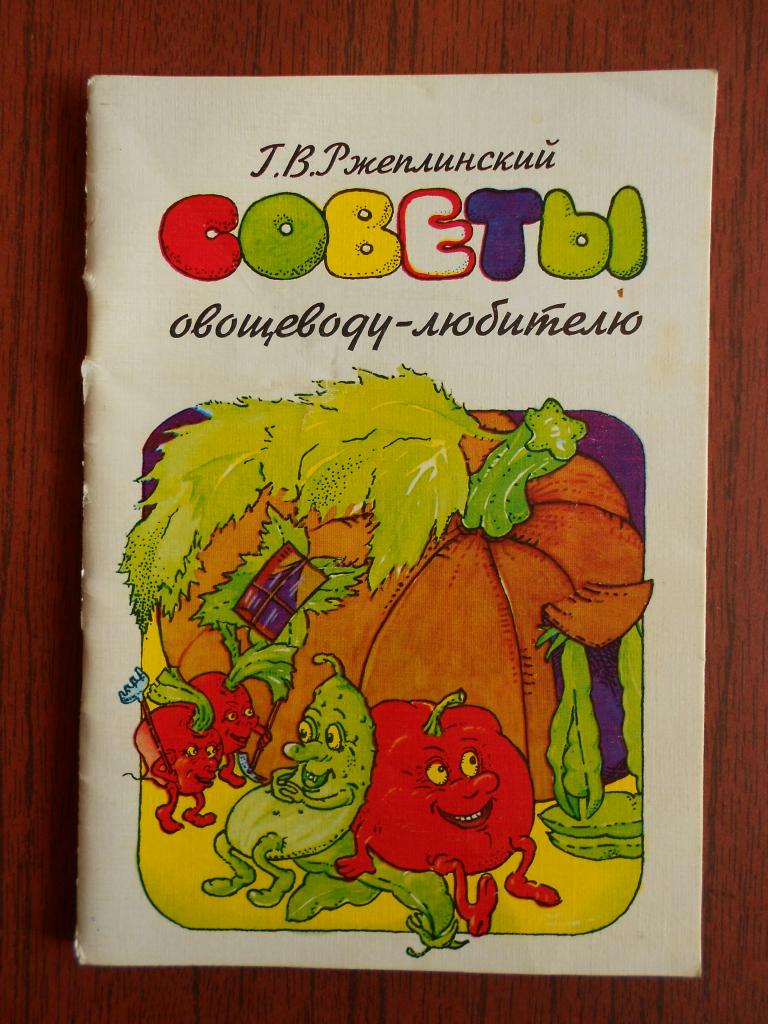 Г.В.Ржеплинский
СОВЕТЫ
овощеводу-любителю